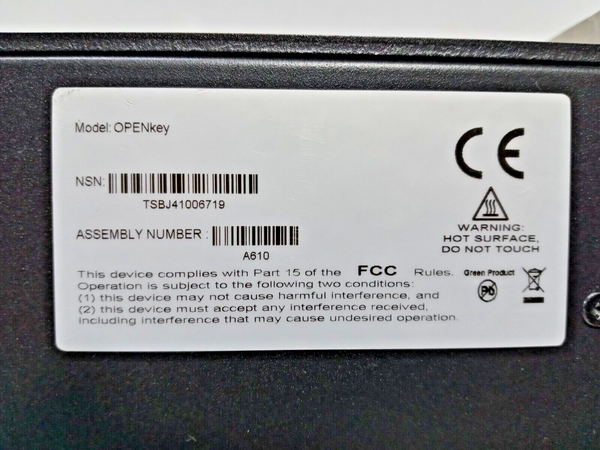 Model: OPENkey
NSN:
TSBJ41006719
ASSEMBLY NUMBER :
A610
CE
WARNING:
HOT SURFACE,
DO NOT TOUCH
This device complies with Part 15 of the FCC Rules.
Operation is subject to the following two conditions:
(1) this device may not cause harmful interference, and
(2) this device must accept any interference received,
including interference that may cause undesired operation.
Green Product
Pb